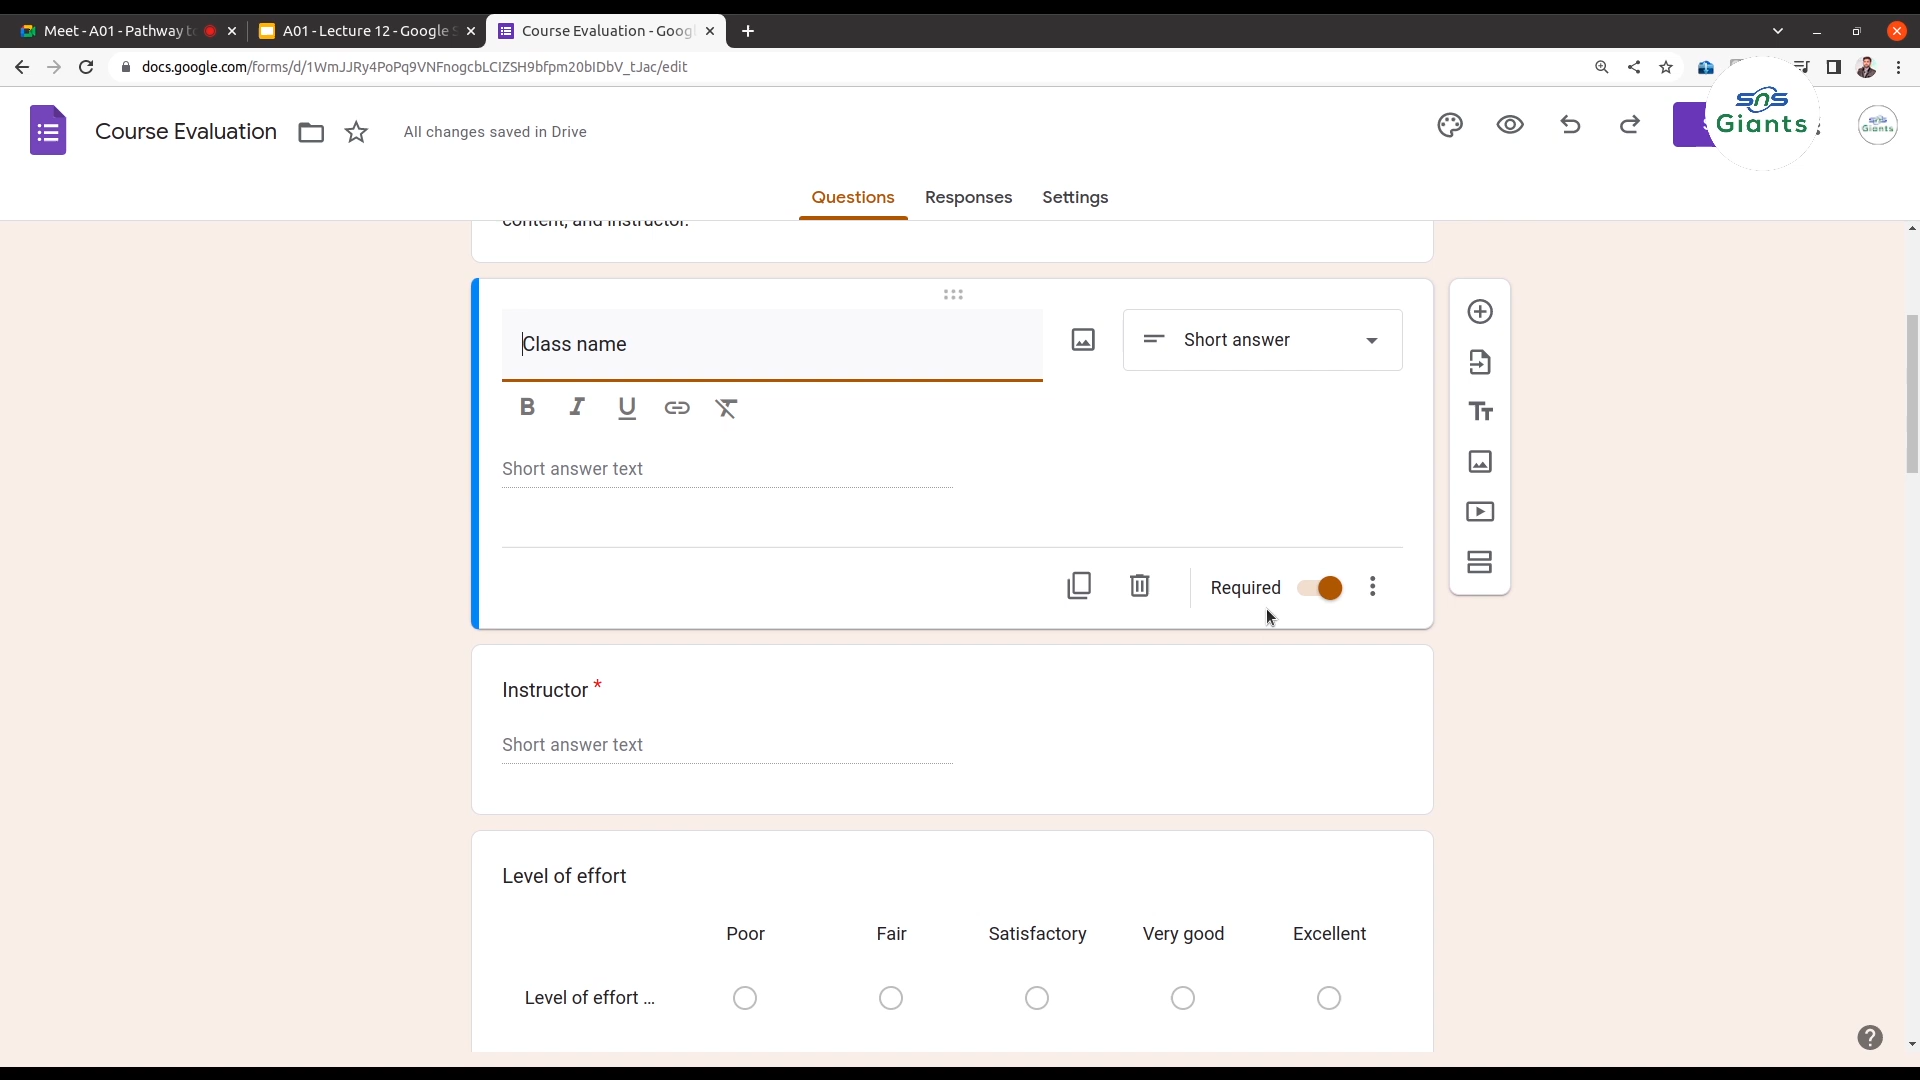 Meet - A01 - Pathway to
A01 - Lecture 12 - Google S
Course Evaluation - Goog
docs.google.com/forms/d/1WmJJRy4PoPq9VNFnogcbLCIZSH9bfpm20bIDbV_tJac/edit
Course Evaluation
All changes saved in Drive
sns
Giants
Questions
Responses
Settings
content, and instructor.
Class name
Short answer
B I U
Short answer text
Required
Instructor *
Short answer text
Level of effort
Poor
Fair
Satisfactory
Very good
Excellent
Level of effort ...